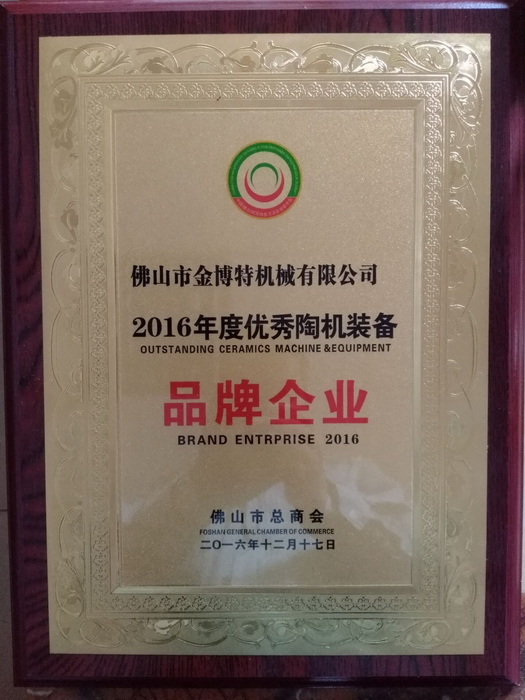 佛山市金博特机械有限公司
2016年度优秀陶机装备
OUTSTANDING CERAMICS MACHINE &EQUIPMENT
品牌企业
BRAND ENTRPRISE 2016
佛山市总商会
FOSHAN GENERAL CHAMBER OF COMMERCE
二〇一六年十二月十七日